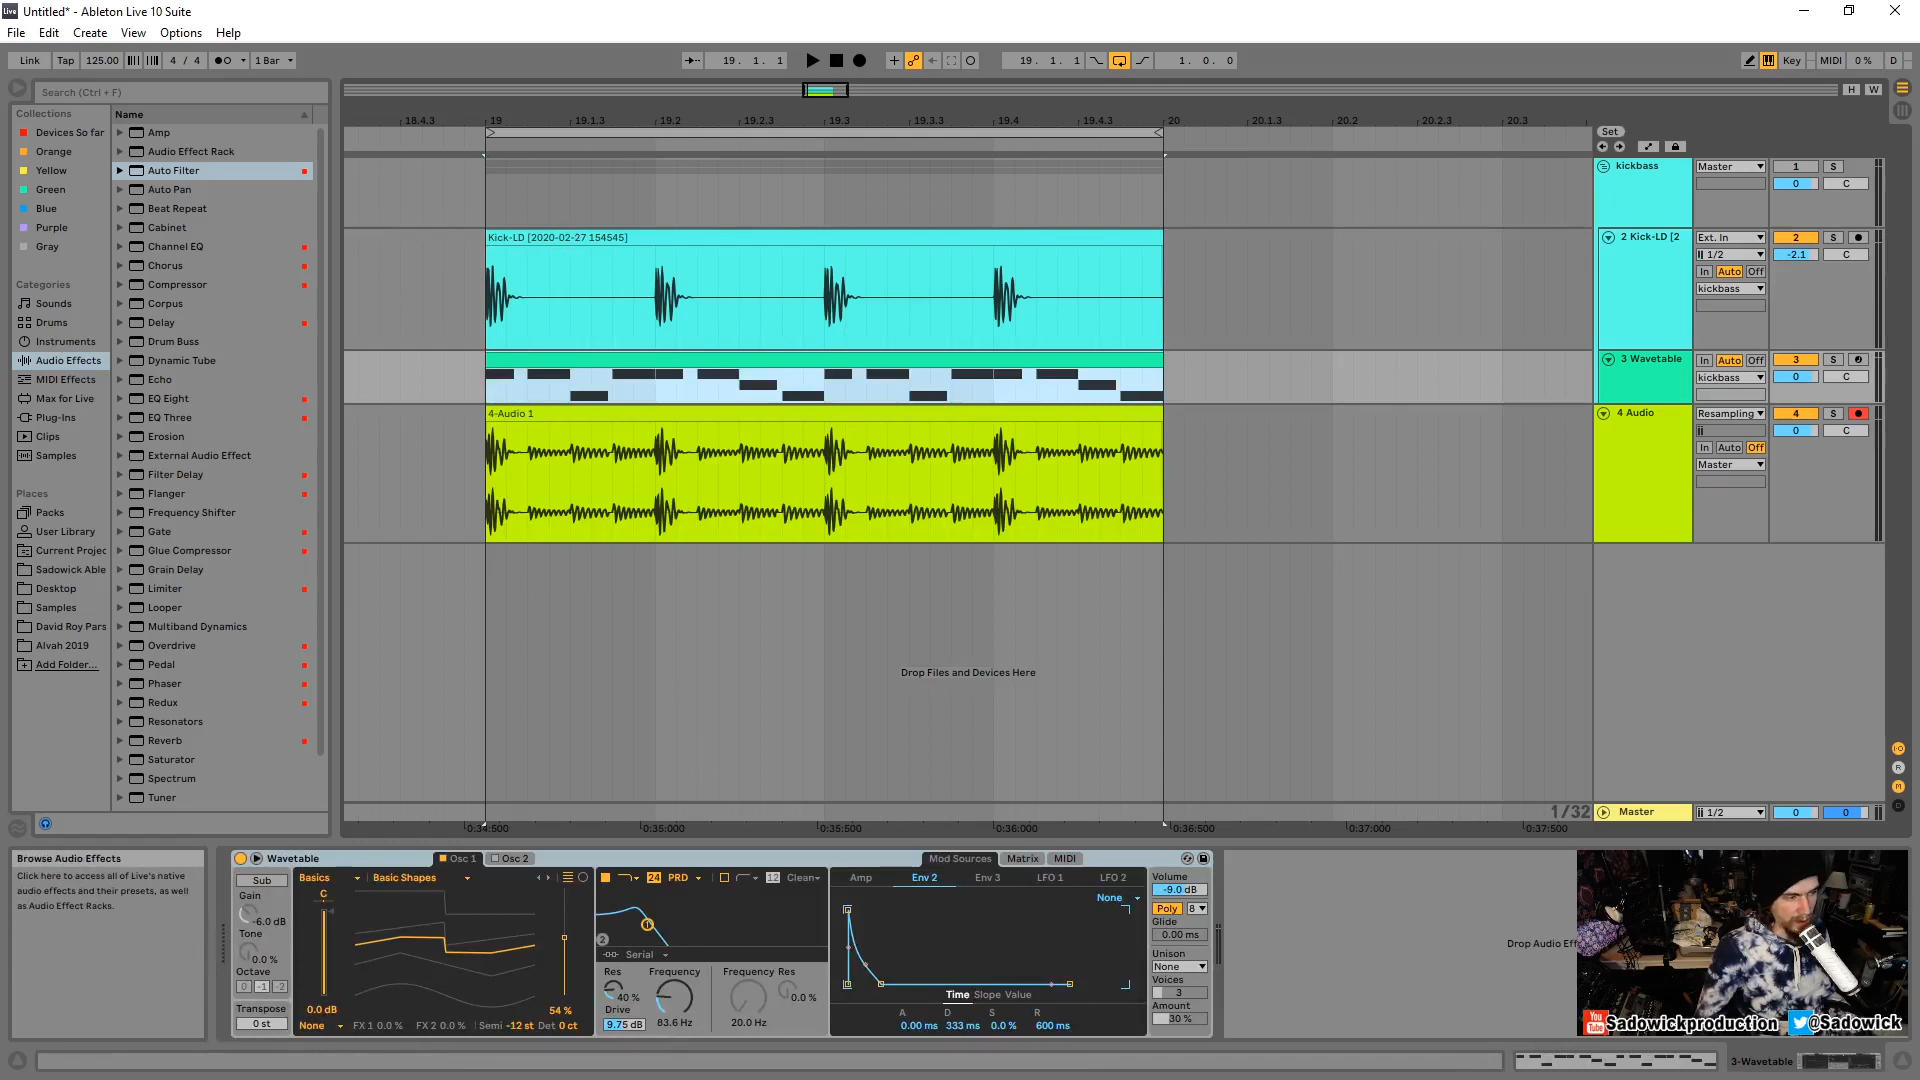 Untitled* - Ableton Live 10 Suite
File Edit Create View Options Help
Link Tap 125.00 4 / 4 1 Bar 19 . 1 . 1 19 . 1 . 1 1 . 0 . 0 Key MIDI 0 % D
Search (Ctrl + F)
H W
Collections
Devices So far
Orange
Yellow
Green
Blue
Purple
Gray
Categories
Sounds
Drums
Instruments
Audio Effects
MIDI Effects
Max for Live
Plug-Ins
Clips
Samples
Places
Packs
User Library
Current Projec
Sadowick Able
Desktop
Samples
David Roy Pars
Alvah 2019
Add Folder...
Name
Amp
Audio Effect Rack
Auto Filter
Auto Pan
Beat Repeat
Cabinet
Channel EQ
Chorus
Compressor
Corpus
Delay
Drum Buss
Dynamic Tube
Echo
EQ Eight
EQ Three
Erosion
External Audio Effect
Filter Delay
Flanger
Frequency Shifter
Gate
Glue Compressor
Grain Delay
Limiter
Looper
Multiband Dynamics
Overdrive
Pedal
Phaser
Redux
Resonators
Reverb
Saturator
Spectrum
Tuner
18.4.3 19 19.1.3 19.2 19.2.3 19.3 19.3.3 19.4 19.4.3 20 20.1.3 20.2 20.2.3 20.3
Set
kickbass Master 1 S
0 C
Kick-LD [2020-02-27 154545]
2 Kick-LD [2 Ext. In 2 S
1/2 -2.1 C
In Auto Off
kickbass
3 Wavetable In Auto Off 3 S
kickbass 0 C
4-Audio 1
4 Audio Resampling 4 S
0 C
In Auto Off
Master
Drop Files and Devices Here
1/32
Master 1/2 0 0
0:34:500 0:35:000 0:35:500 0:36:000 0:36:500 0:37:000 0:37:500
Browse Audio Effects
Click here to access all of Live's native
audio effects and their presets, as well
as Audio Effect Racks.
Wavetable Osc 1 Osc 2 Mod Sources Matrix MIDI
Sub
Gain
-6.0 dB
Tone
0.0 %
Octave
0 -1 -2
Transpose
0 st
Basics Basic Shapes
C
0.0 dB 54 %
None FX 1 0.0 % FX 2 0.0 % Semi -12 st Det 0 ct
24 PRD 12 Clean
1
2
Serial
Res Frequency Frequency Res
40 % 0.0 %
Drive
9.75 dB 83.6 Hz 20.0 Hz
Amp Env 2 Env 3 LFO 1 LFO 2
None
Time Slope Value
A D S R
0.00 ms 333 ms 0.0 % 600 ms
Volume
-9.0 dB
Poly 8
Glide
0.00 ms
Unison
None
Voices
3
Amount
30 %
Drop Audio Eff
You Tube Sadowickproduction @Sadowick
3-Wavetable